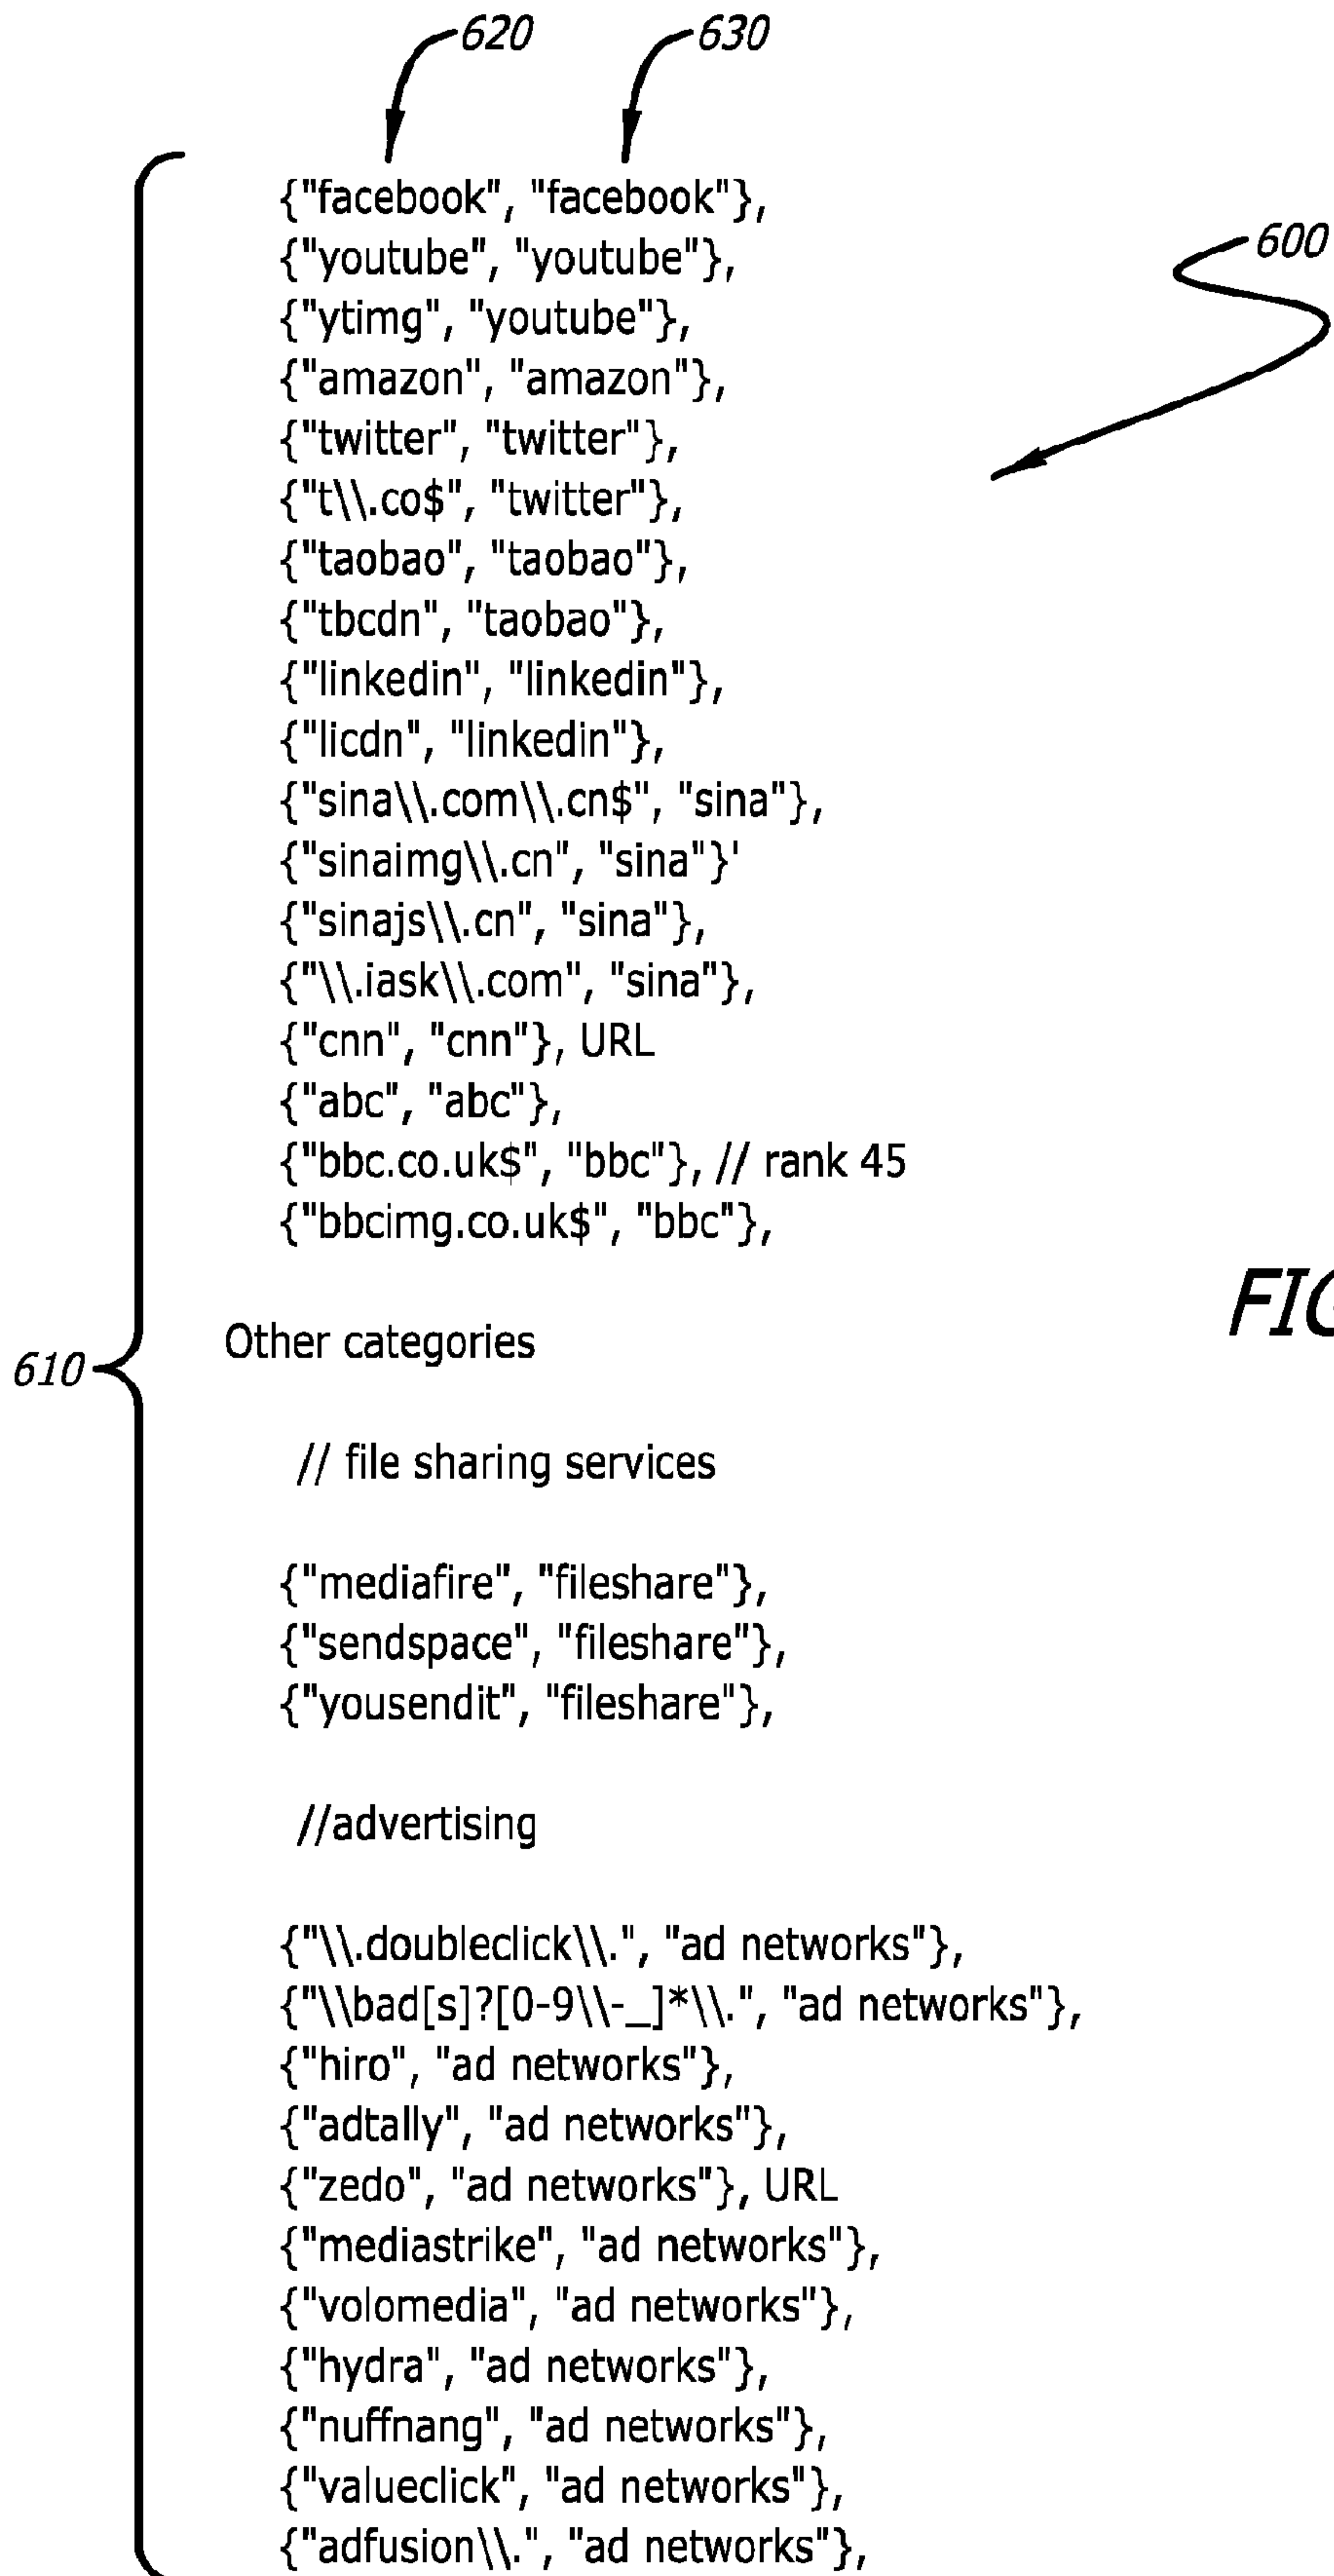 620 630
{"facebook", "facebook"},
{"youtube", "youtube"},
600
{"ytimg", "youtube"},
{"amazon", "amazon"},
{"twitter", "twitter"},
{"t\\.co$", "twitter"},
{"taobao", "taobao"},
{"tbcdn", "taobao"},
{"linkedin", "linkedin"},
{"licdn", "linkedin"},
{"sina\\.com\\.cn$", "sina"},
{"sinaimg\\.cn", "sina"}'
{"sinajs\\.cn", "sina"},
{"\\.iask\\.com", "sina"},
{"cnn", "cnn"}, URL
{"abc", "abc"},
{"bbc.co.uk$", "bbc"}, // rank 45
{"bbcimg.co.uk$", "bbc"},
FIG
Other categories
610
// file sharing services
{"mediafire", "fileshare"},
{"sendspace", "fileshare"},
{"yousendit", "fileshare"},
//advertising
{"\\.doubleclick\\.", "ad networks"},
{"\\bad[s]?[0-9\\-_]*\\.", "ad networks"},
{"hiro", "ad networks"},
{"adtally", "ad networks"},
{"zedo", "ad networks"}, URL
{"mediastrike", "ad networks"},
{"volomedia", "ad networks"},
{"hydra", "ad networks"},
{"nuffnang", "ad networks"},
{"valueclick", "ad networks"},
{"adfusion\\.", "ad networks"},